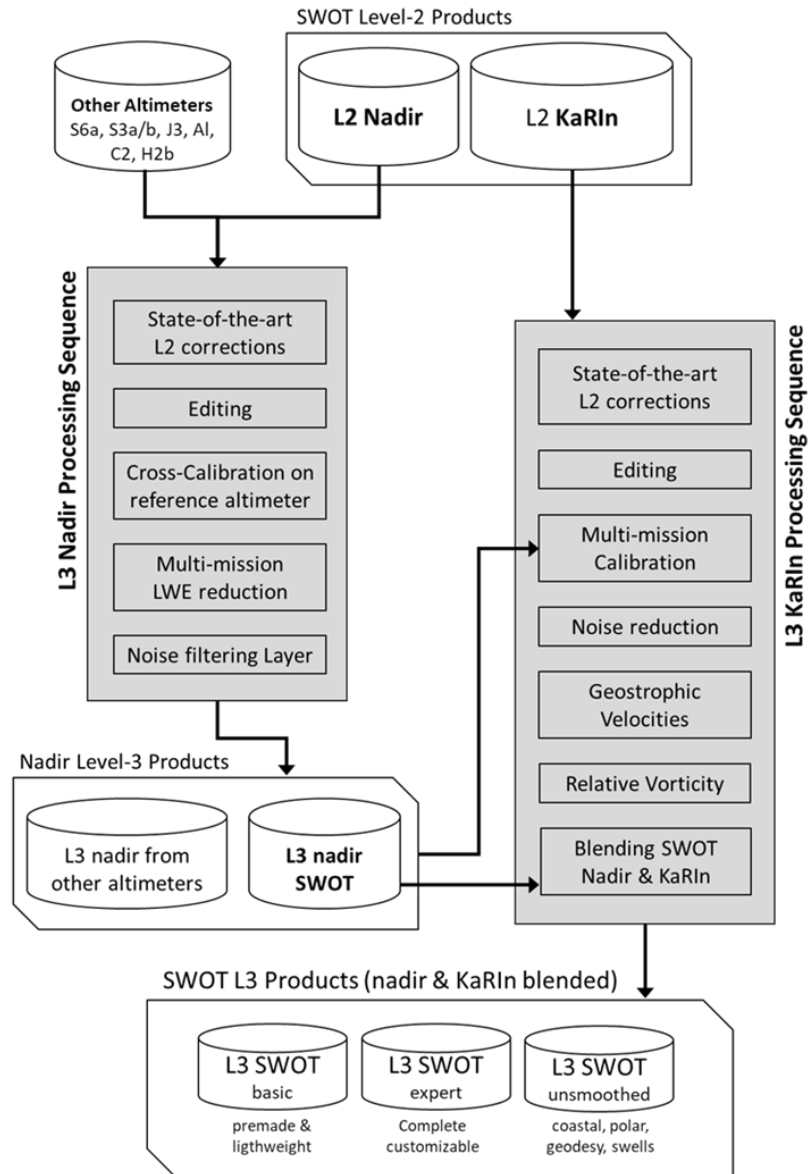 SWOT Level-2 Products
Other Altimeters
S6a, S3a/b, J3, Al,
C2, H2b
L2 Nadir
L2 KaRIn
L3 Nadir Processing Sequence
State-of-the-art
L2 corrections
Editing
Cross-Calibration on
reference altimeter
Multi-mission
LWE reduction
Noise filtering Layer
L3 KaRIn Processing Sequence
State-of-the-art
L2 corrections
Editing
Multi-mission
Calibration
Noise reduction
Geostrophic
Velocities
Relative Vorticity
Blending SWOT
Nadir & KaRIn
Nadir Level-3 Products
L3 nadir from
other altimeters
L3 nadir
SWOT
SWOT L3 Products (nadir & KaRIn blended)
L3 SWOT
basic
premade &
ligthweight
L3 SWOT
expert
Complete
customizable
L3 SWOT
unsmoothed
coastal, polar,
geodesy, swells